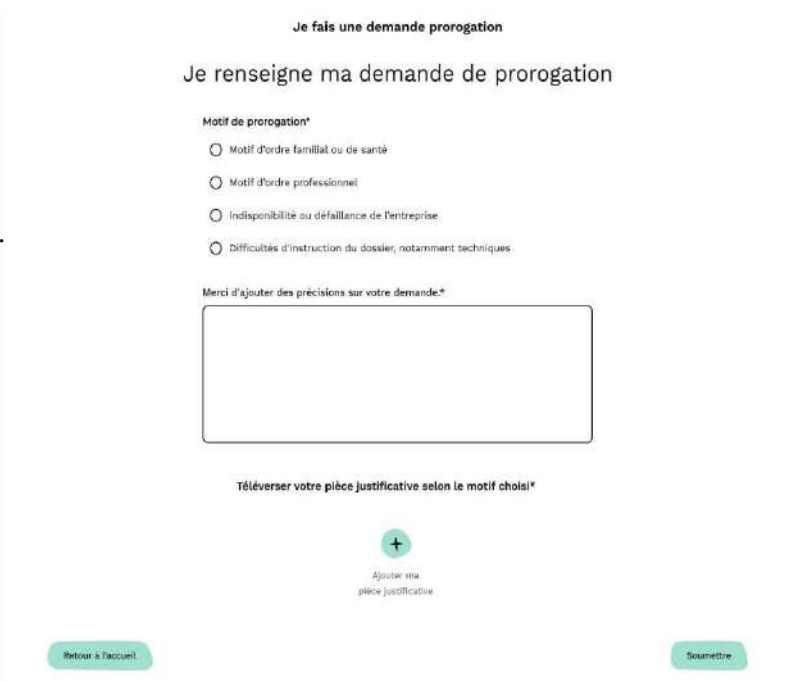 Je fais une demande prorogation
Je renseigne ma demande de prorogation
Motif de prorogation*
Motif d'ordre familial ou de santé
Motif d'ordre professionnel
Indisponibilité ou défaillance de l'entreprise
Difficultés d'instruction du dossier, notamment techniques
Merci d'ajouter des précisions sur votre demande.*
Téléverser votre pièce justificative selon le motif choisi*
+
Ajouter ma
pièce justificative
Retour à l'accueil
Soumettre